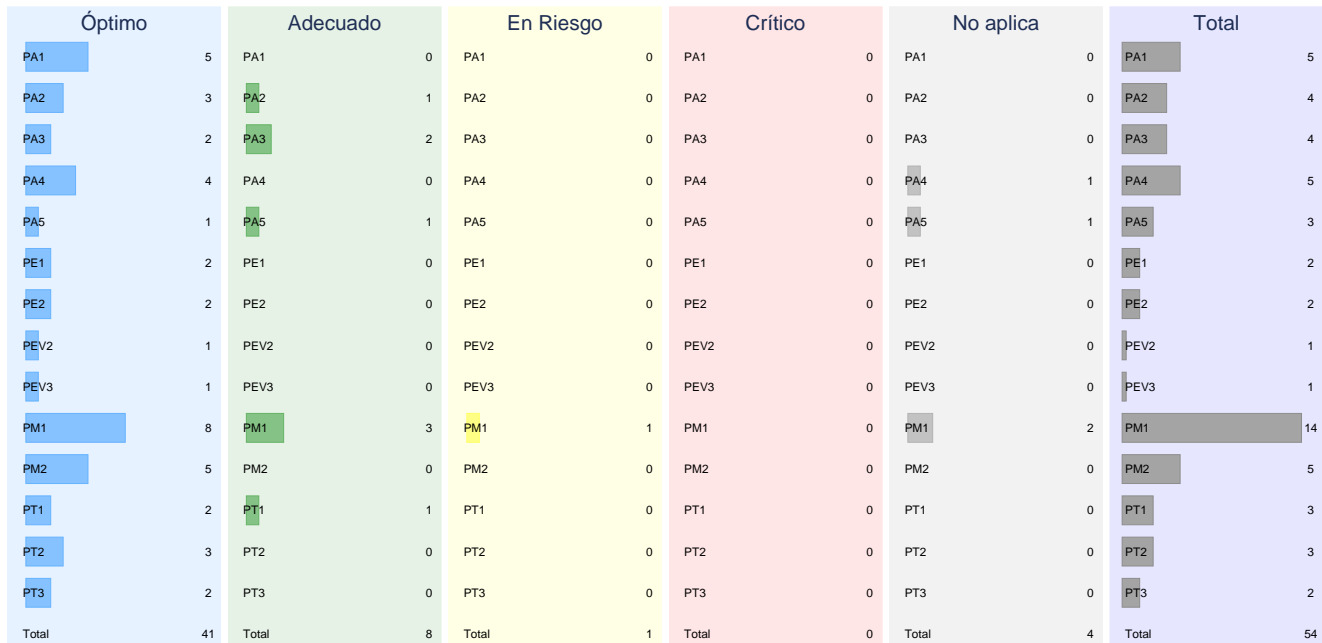 Óptimo Adecuado En Riesgo Crítico No aplica Total
PA1 5 PA1 0 PA1 0 PA1 0 PA1 0 PA1 5
PA2 3 PA2 1 PA2 0 PA2 0 PA2 0 PA2 4
PA3 2 PA3 2 PA3 0 PA3 0 PA3 0 PA3 4
PA4 4 PA4 0 PA4 0 PA4 0 PA4 1 PA4 5
PA5 1 PA5 1 PA5 0 PA5 0 PA5 1 PA5 3
PE1 2 PE1 0 PE1 0 PE1 0 PE1 0 PE1 2
PE2 2 PE2 0 PE2 0 PE2 0 PE2 0 PE2 2
PEV2 1 PEV2 0 PEV2 0 PEV2 0 PEV2 0 PEV2 1
PEV3 1 PEV3 0 PEV3 0 PEV3 0 PEV3 0 PEV3 1
PM1 8 PM1 3 PM1 1 PM1 0 PM1 2 PM1 14
PM2 5 PM2 0 PM2 0 PM2 0 PM2 0 PM2 5
PT1 2 PT1 1 PT1 0 PT1 0 PT1 0 PT1 3
PT2 3 PT2 0 PT2 0 PT2 0 PT2 0 PT2 3
PT3 2 PT3 0 PT3 0 PT3 0 PT3 0 PT3 2
Total 41 Total 8 Total 1 Total 0 Total 4 Total 54